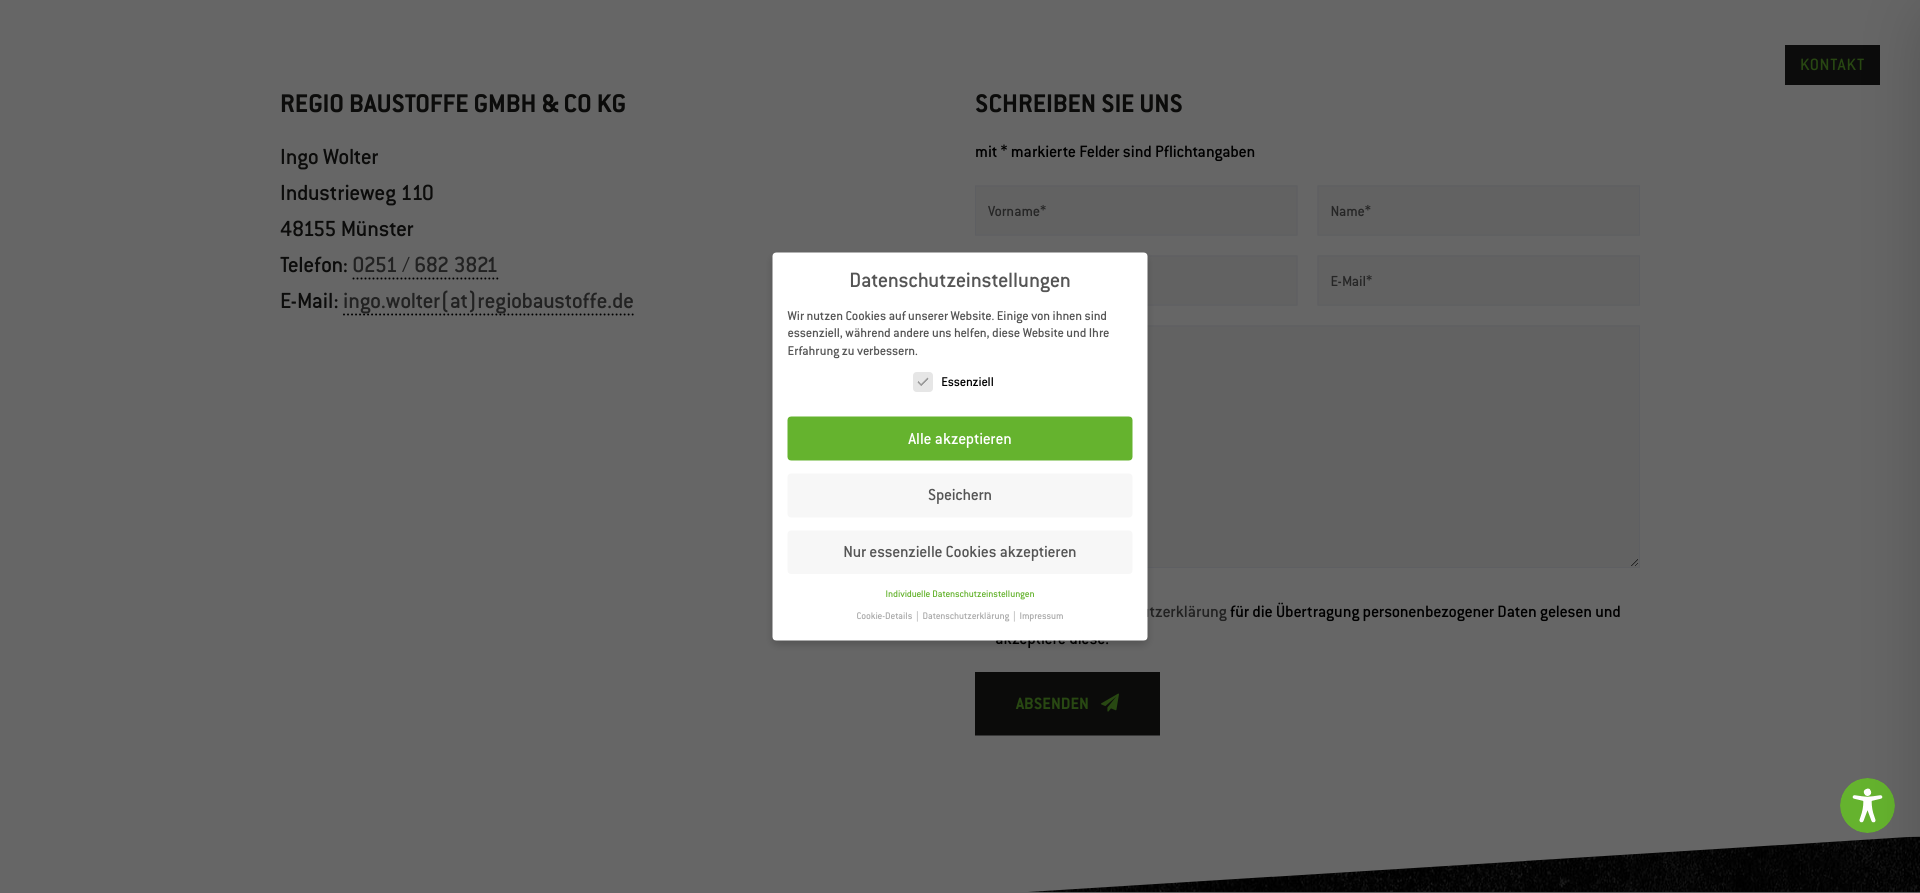 KONTAKT
REGIO BAUSTOFFE GMBH & CO KG
Ingo Wolter
Industrieweg 110
48155 Münster
Telefon: 0251 / 682 3821
E-Mail: ingo.wolter(at)regiobaustoffe.de
SCHREIBEN SIE UNS
mit * markierte Felder sind Pflichtangaben
Vorname*
Name*
E-Mail*
Datenschutzeinstellungen
Wir nutzen Cookies auf unserer Website. Einige von ihnen sind
essenziell, während andere uns helfen, diese Website und Ihre
Erfahrung zu verbessern.
Essenziell
Alle akzeptieren
Speichern
Nur essenzielle Cookies akzeptieren
Individuelle Datenschutzeinstellungen
Cookie-Details | Datenschutzerklärung | Impressum
tzerklärung für die Übertragung personenbezogener Daten gelesen und
akzeptiere diese.
ABSENDEN